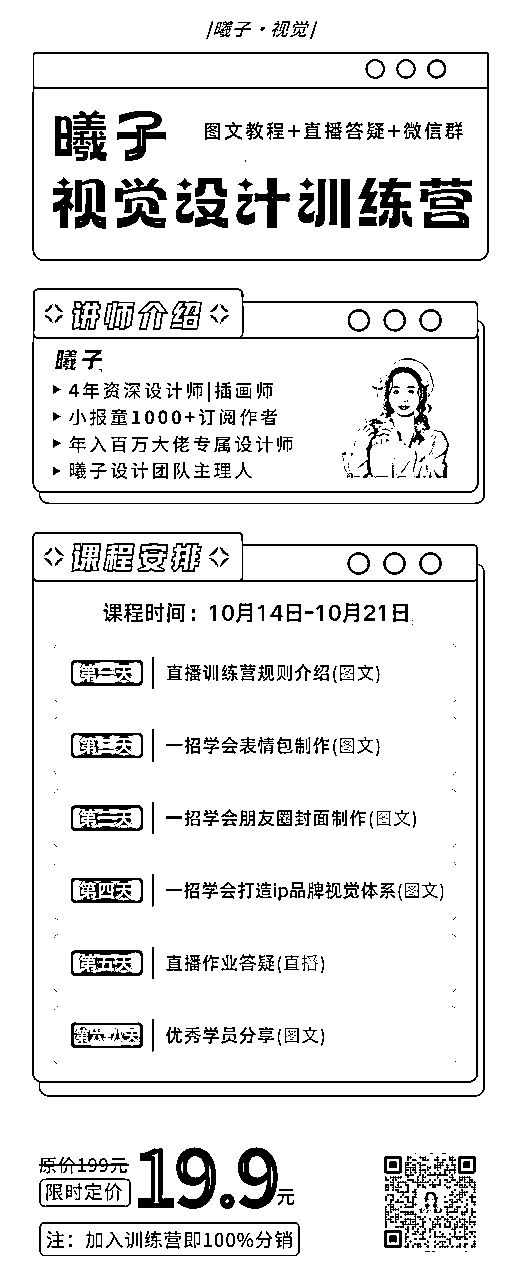 |曦子·视觉|
曦子
图文教程+直播答疑+微信群
视觉设计训练营
讲师介绍
曦子
4年资深设计师|插画师
小报童1000+订阅作者
年入百万大佬专属设计师
曦子设计团队主理人
课程安排
课程时间：10月14日-10月21日
第一天 直播训练营规则介绍(图文)
第二天 一招学会表情包制作(图文)
第三天 一招学会朋友圈封面制作(图文)
第四天 一招学会打造ip品牌视觉体系(图文)
第五天 直播作业答疑(直播)
优秀学员分享(图文)
原价199元
限时定价 19.9元
注：加入训练营即100%分销